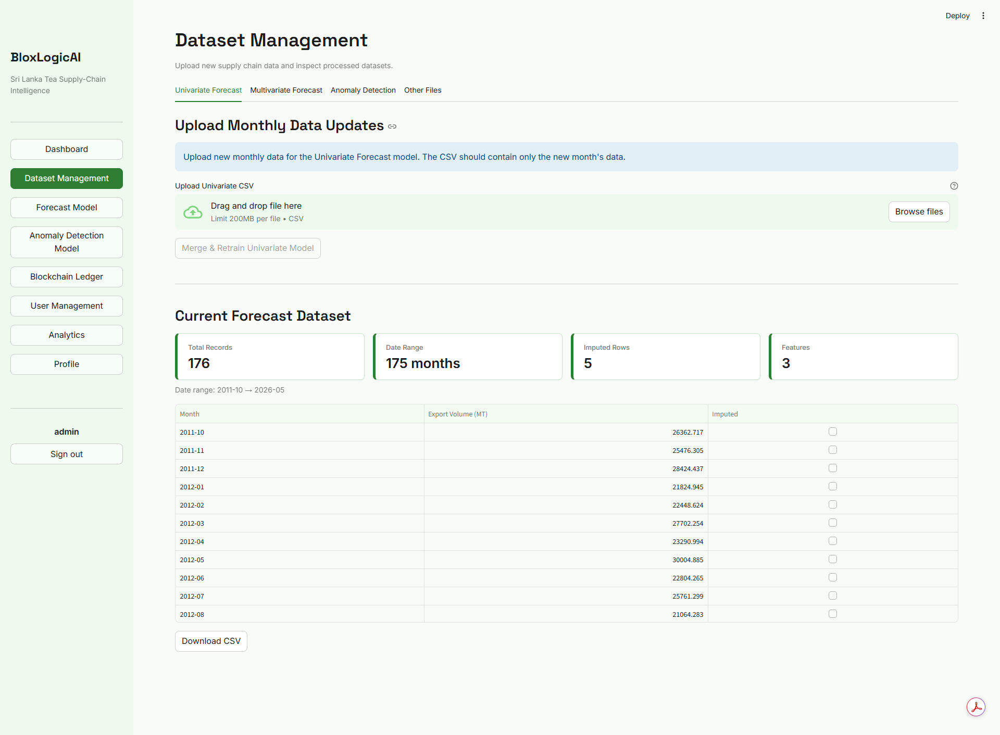 Deploy
BloxLogicAI
Sri Lanka Tea Supply-Chain
Intelligence
Dashboard
Dataset Management
Forecast Model
Anomaly Detection
Model
Blockchain Ledger
User Management
Analytics
Profile
admin
Sign out
Dataset Management
Upload new supply chain data and inspect processed datasets.
Univariate Forecast Multivariate Forecast Anomaly Detection Other Files
Upload Monthly Data Updates
Upload new monthly data for the Univariate Forecast model. The CSV should contain only the new month's data.
Upload Univariate CSV
Drag and drop file here
Limit 200MB per file • CSV
Browse files
Merge & Retrain Univariate Model
Current Forecast Dataset
Total Records Date Range Imputed Rows Features
176 175 months 5 3
Date range: 2011-10 → 2026-05
Month Export Volume (MT) Imputed
2011-10 26362.717
2011-11 25476.305
2011-12 28424.437
2012-01 21824.945
2012-02 22448.624
2012-03 27702.254
2012-04 23290.994
2012-05 30004.885
2012-06 22804.265
2012-07 25761.299
2012-08 21064.283
Download CSV